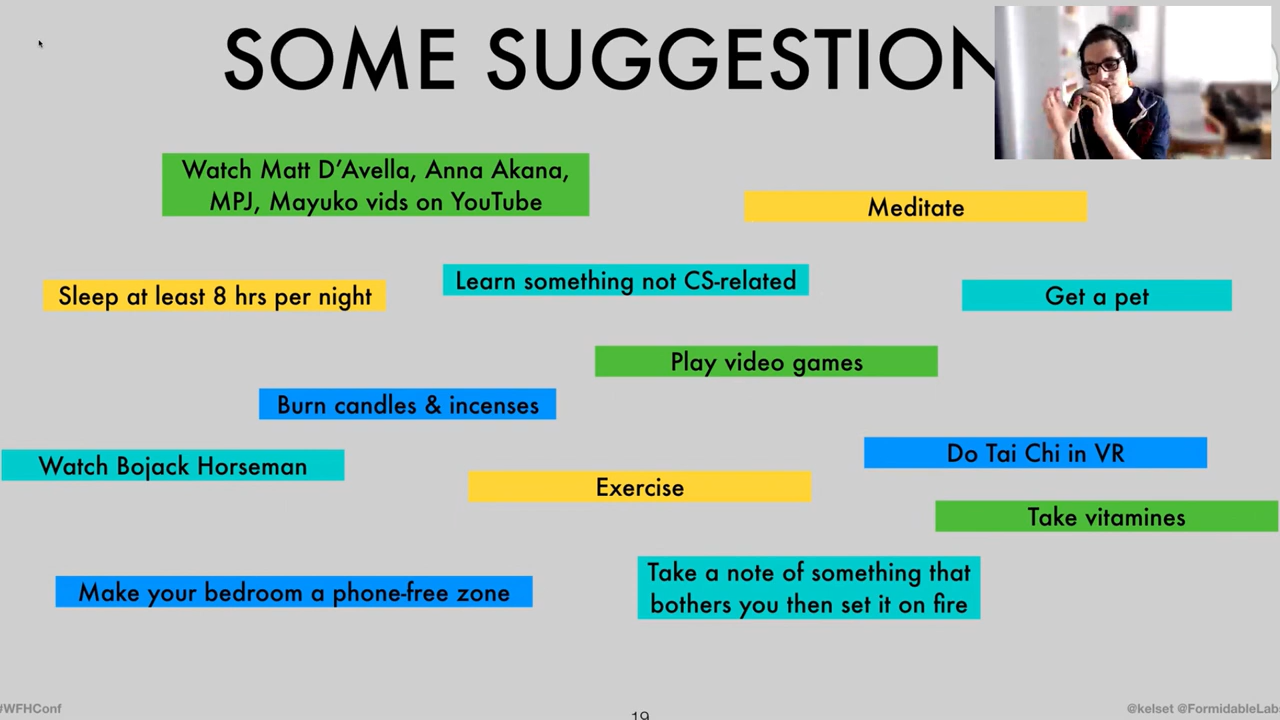 SOME SUGGESTION
Watch Matt D’Avella, Anna Akana,
MPJ, Mayuko vids on YouTube
Meditate
Sleep at least 8 hrs per night
Learn something not CS-related
Get a pet
Play video games
Burn candles & incenses
Do Tai Chi in VR
Watch Bojack Horseman
Exercise
Take vitamines
Make your bedroom a phone-free zone
Take a note of something that
bothers you then set it on fire
#WFHConf
19
@kelset @FormidableLabs